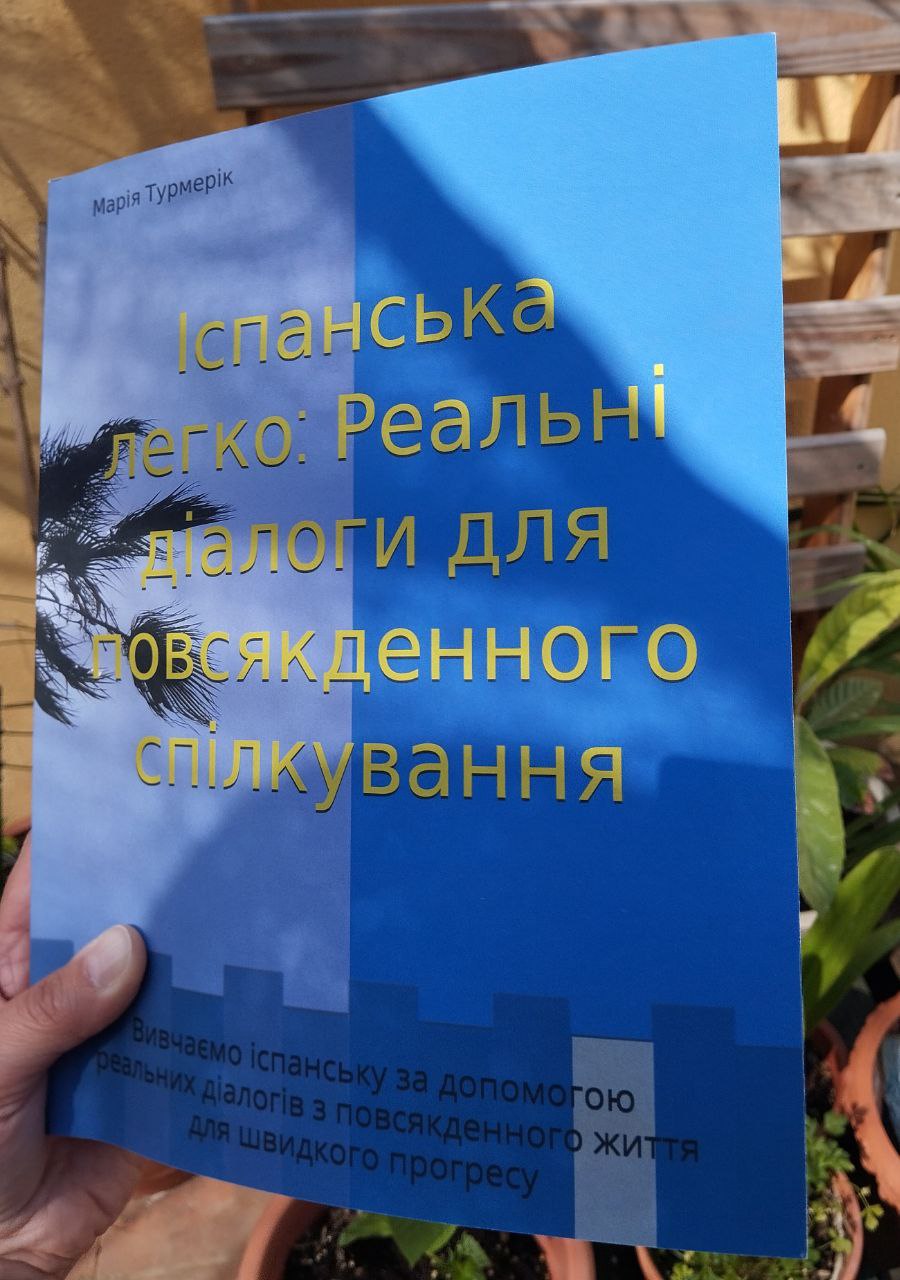 Марія Турмерік
Іспанська
легко: Реальні
діалоги для
повсякденного
спілкування
Вивчаємо іспанську за допомогою
реальних діалогів з повсякденного життя
для швидкого прогресу